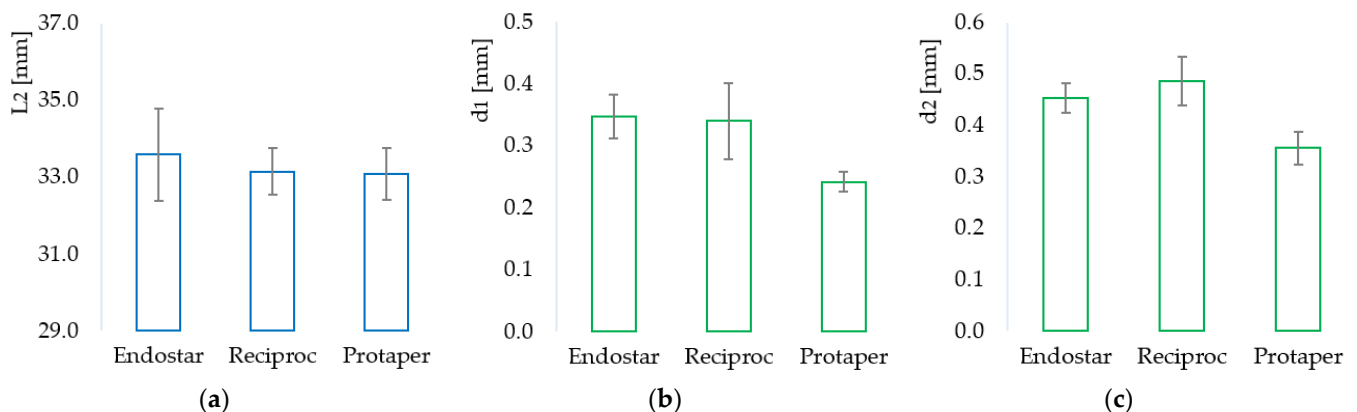 L2 [mm]
37.0
35.0
33.0
31.0
29.0
Endostar Reciproc Protaper
(a)
d1 [mm]
0.5
0.4
0.3
0.2
0.1
0.0
Endostar Reciproc Protaper
(b)
d2 [mm]
0.6
0.5
0.4
0.3
0.2
0.1
0.0
Endostar Reciproc Protaper
(c)